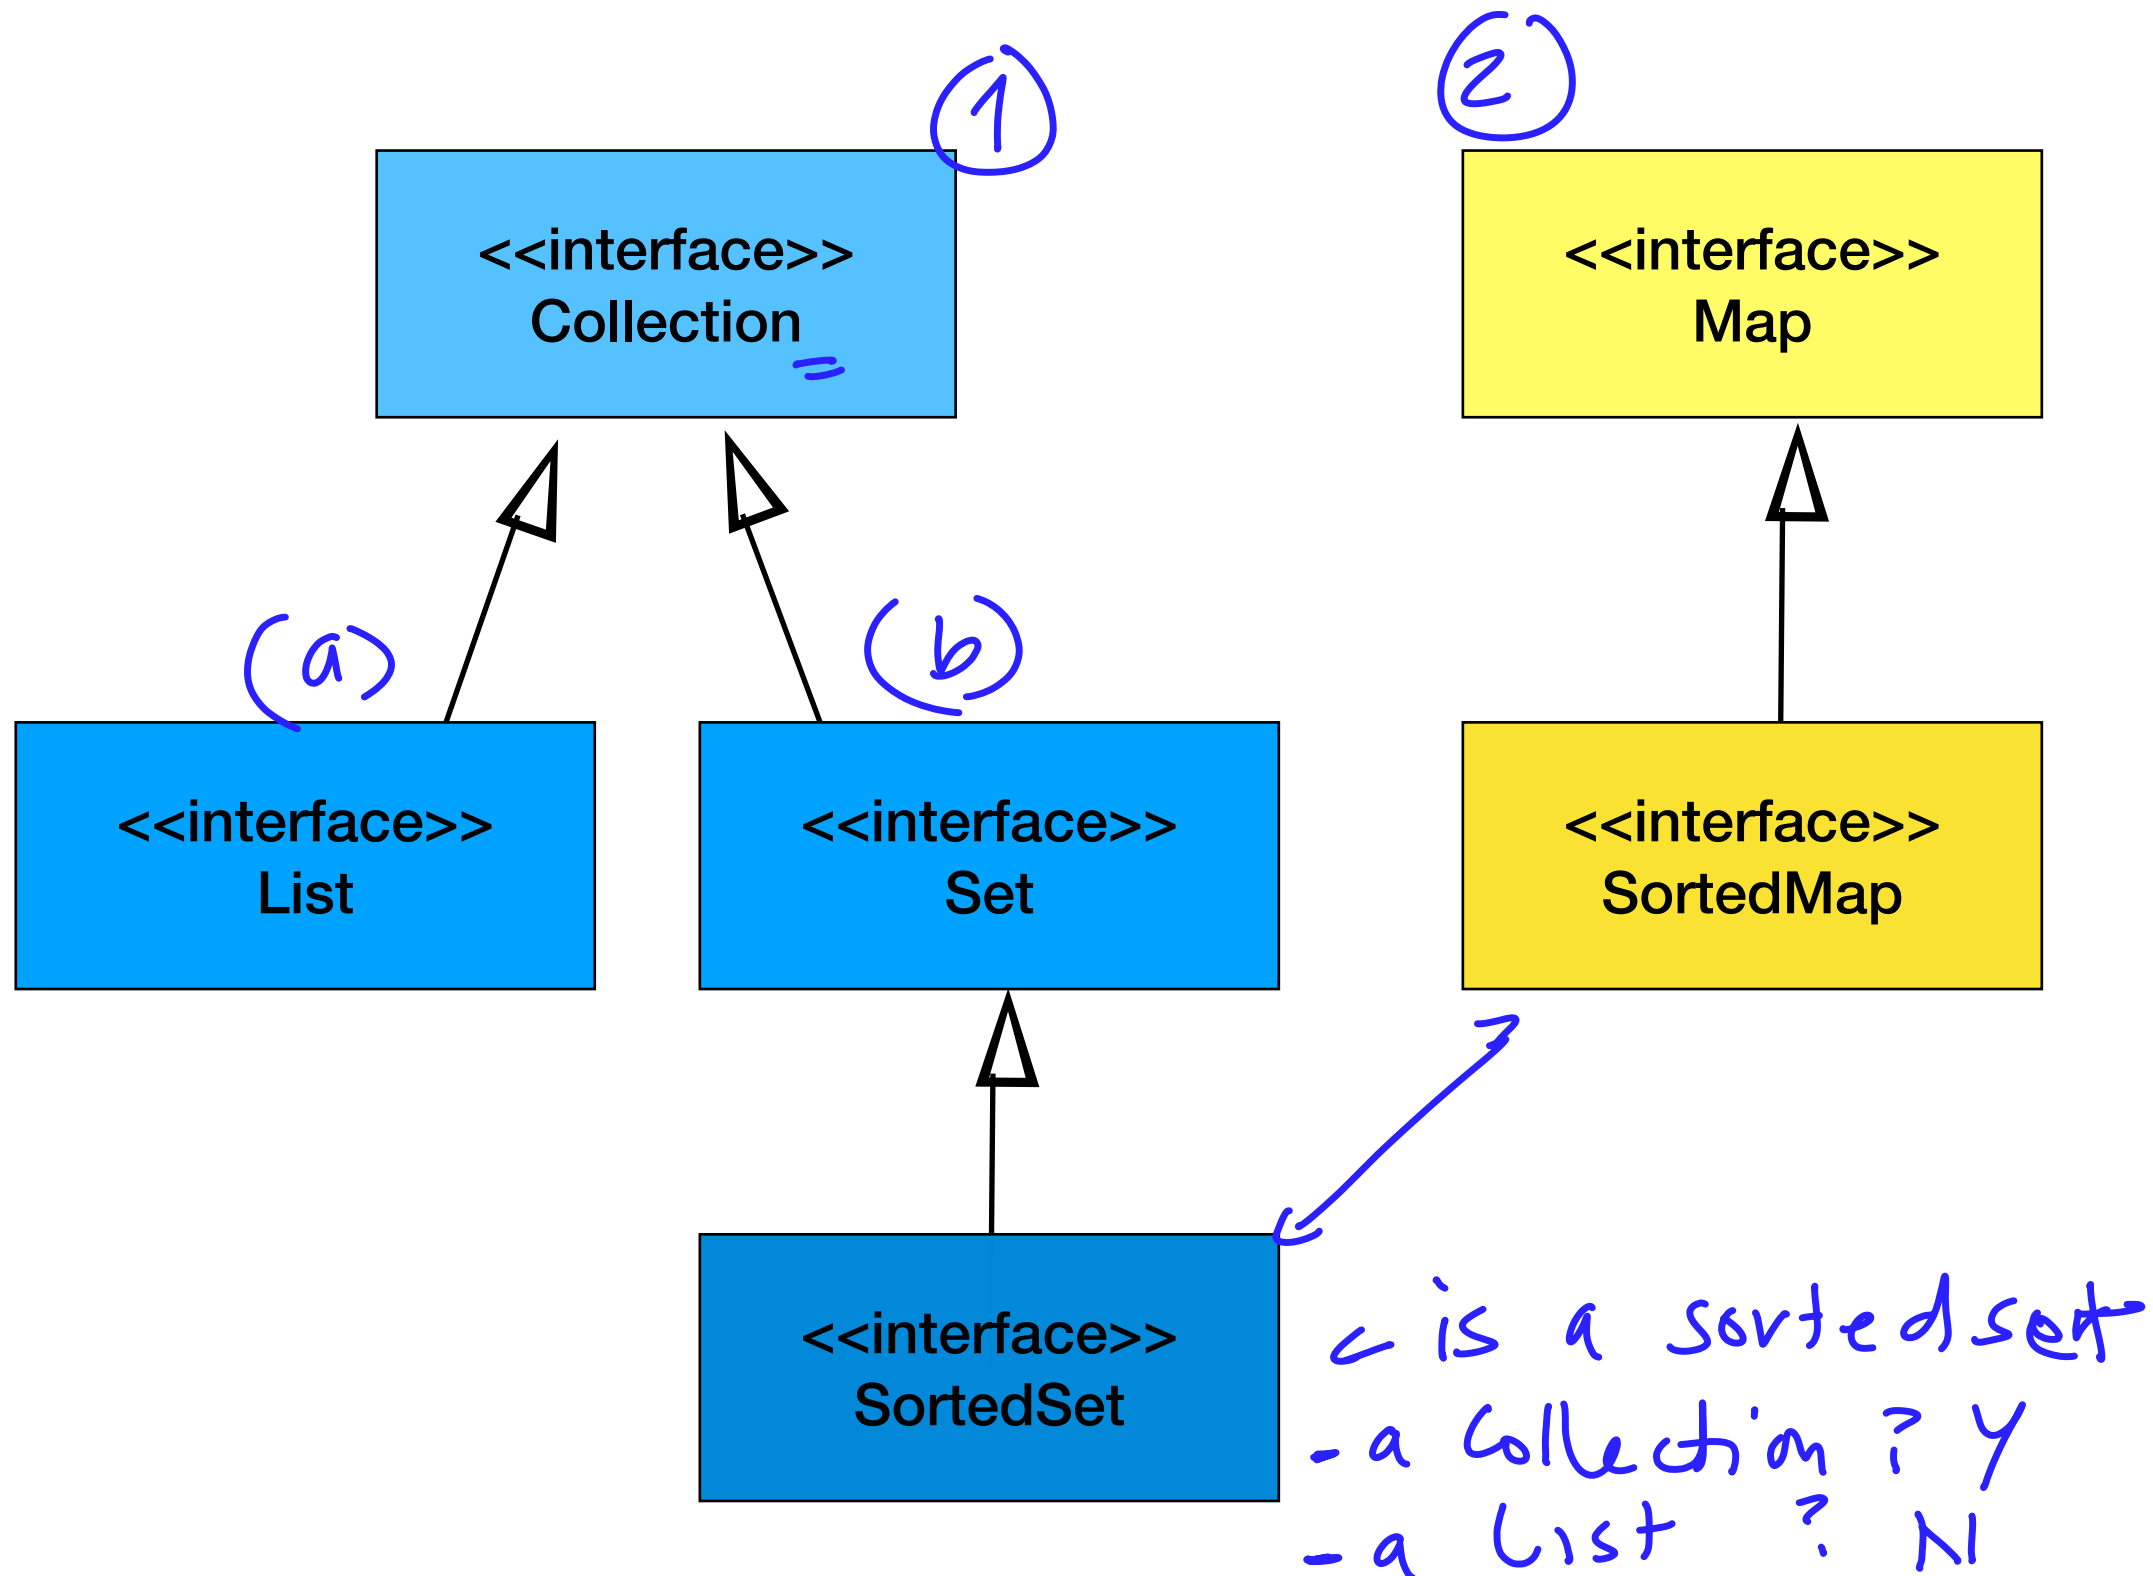 1
2
<<interface>>
Collection
<<interface>>
Map
(a)
(b)
<<interface>>
List
<<interface>>
Set
<<interface>>
SortedMap
<<interface>>
SortedSet
c is a sortedset
- a Collection ? Y
- a List ? N